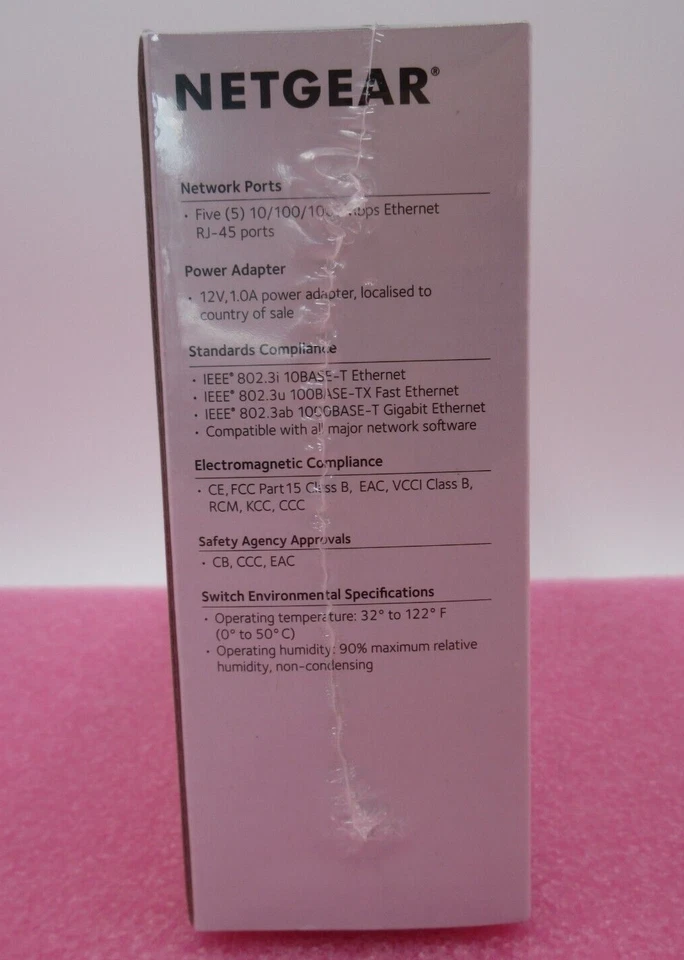 NETGEAR®
Network Ports
• Five (5) 10/100/10 Mbps Ethernet
RJ-45 ports
Power Adapter
• 12V, 1.0A power adapter, localised to
country of sale
Standards Compliance
• IEEE® 802.3i 10BASE-T Ethernet
• IEEE® 802.3u 100BASE-TX Fast Ethernet
• IEEE® 802.3ab 1000BASE-T Gigabit Ethernet
• Compatible with all major network software
Electromagnetic Compliance
• CE, FCC Part 15 Class B, EAC, VCCI Class B,
RCM, KCC, CCC
Safety Agency Approvals
• CB, CCC, EAC
Switch Environmental Specifications
• Operating temperature: 32° to 122° F
(0° to 50° C)
• Operating humidity: 90% maximum relative
humidity, non-condensing